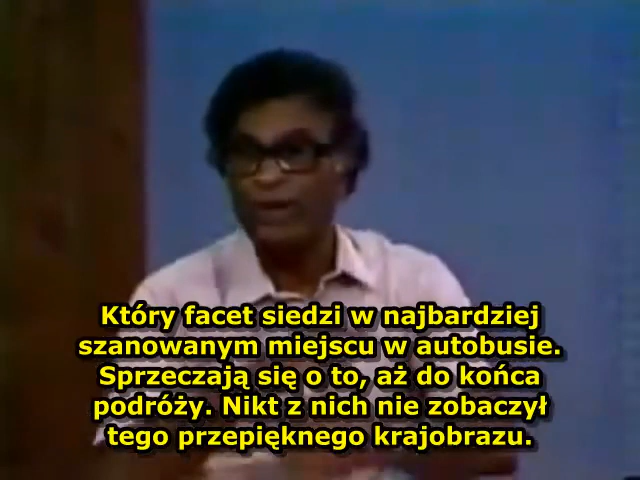 Który facet siedzi w najbardziej
szanowanym miejscu w autobusie.
Sprzeczają się o to, aż do końca
podróży. Nikt z nich nie zobaczył
tego przepięknego krajobrazu.